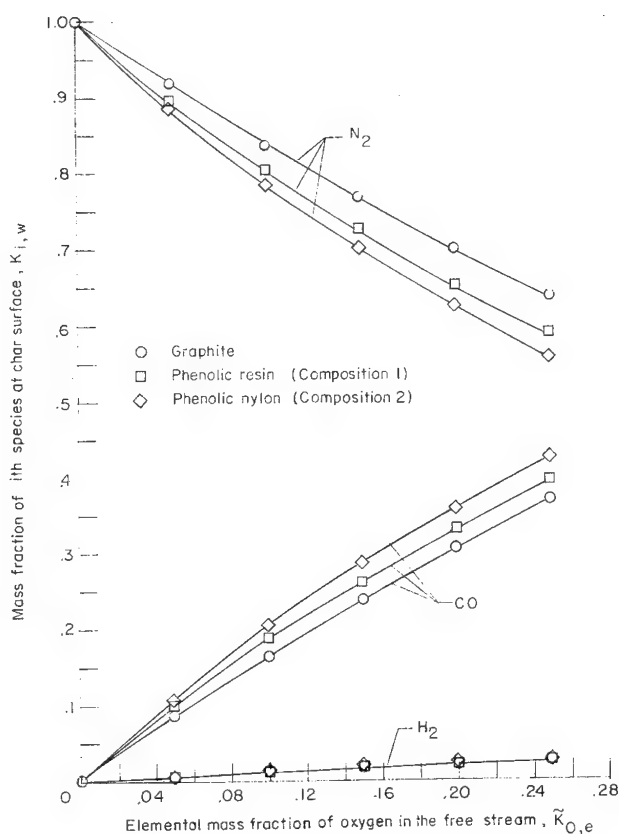 1.00
.9
.8
.7
.6
.5
.4
.3
.2
.1
0
Mass fraction of ith species at char surface, K i,w
N2
Graphite
Phenolic resin (Composition 1)
Phenolic nylon (Composition 2)
CO
H2
.04 .08 .12 .16 .20 .24 .28
Elemental mass fraction of oxygen in the free stream, K̃O,e